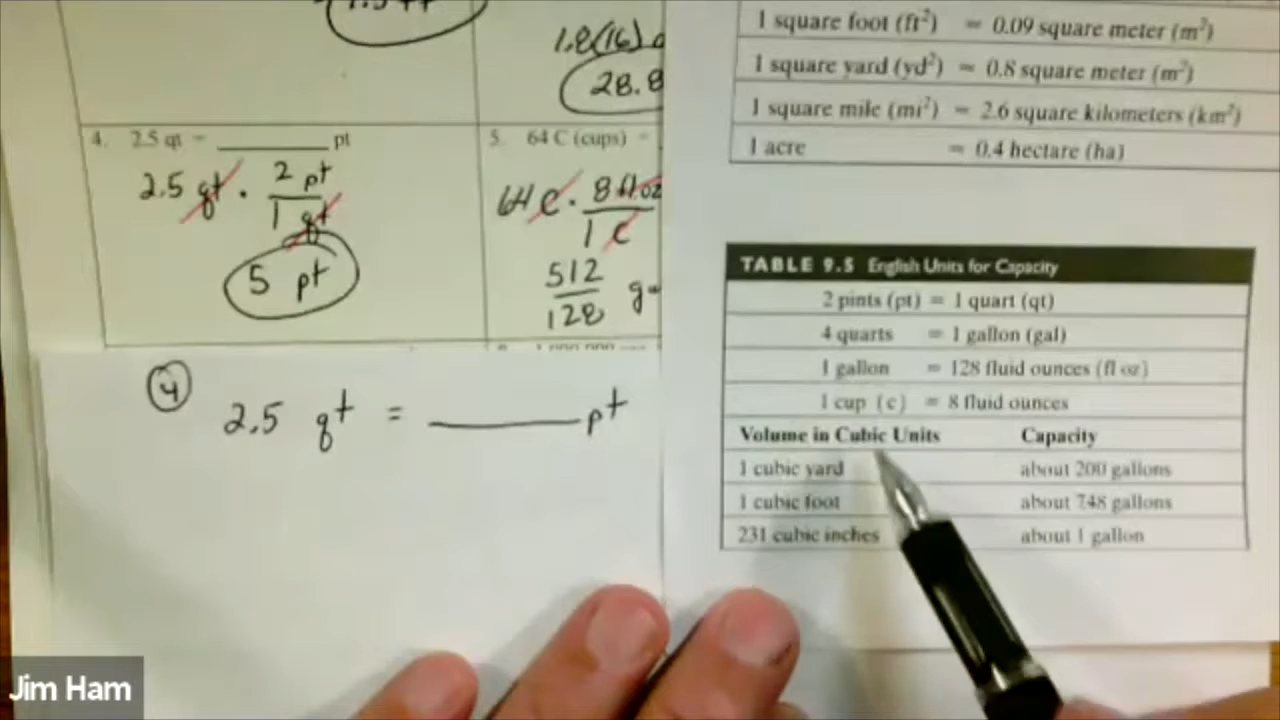 1.8(16)
28.8
4. 2.5 qt = ________ pt
2.5 qt · 2 pt
1 qt
5 pt
5. 64 C (cups) =
64 c · 8 fl.oz
1 c
512
128 g
4
2.5 qt = ________ pt
1 square foot (ft²) = 0.09 square meter (m²)
1 square yard (yd²) = 0.8 square meter (m²)
1 square mile (mi²) = 2.6 square kilometers (km²)
1 acre = 0.4 hectare (ha)
TABLE 9.5 English Units for Capacity
2 pints (pt) = 1 quart (qt)
4 quarts = 1 gallon (gal)
1 gallon = 128 fluid ounces (fl oz)
1 cup (c) = 8 fluid ounces
Volume in Cubic Units Capacity
1 cubic yard about 200 gallons
1 cubic foot about 748 gallons
231 cubic inches about 1 gallon
Jim Ham